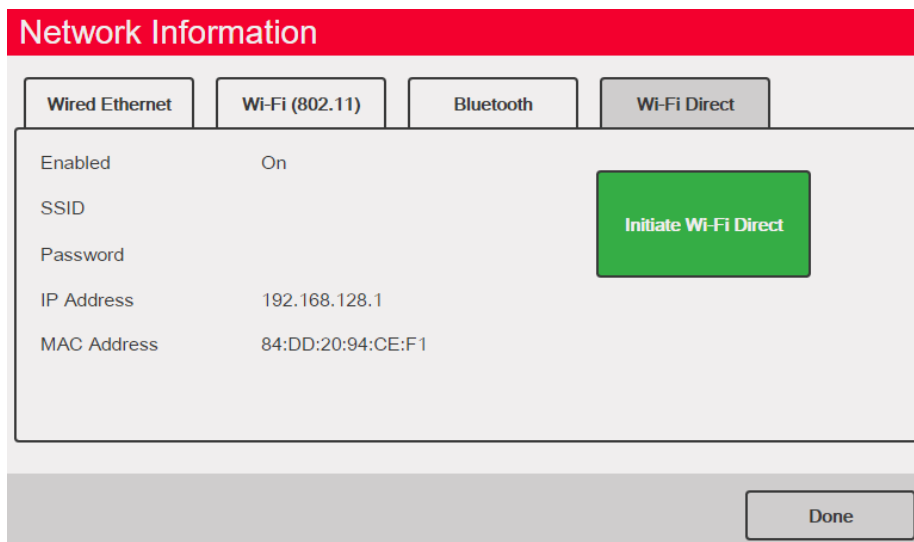 Network Information
Wired Ethernet Wi-Fi (802.11) Bluetooth Wi-Fi Direct
Enabled On
SSID
Initiate Wi-Fi Direct
Password
IP Address 192.168.128.1
MAC Address 84:DD:20:94:CE:F1
Done